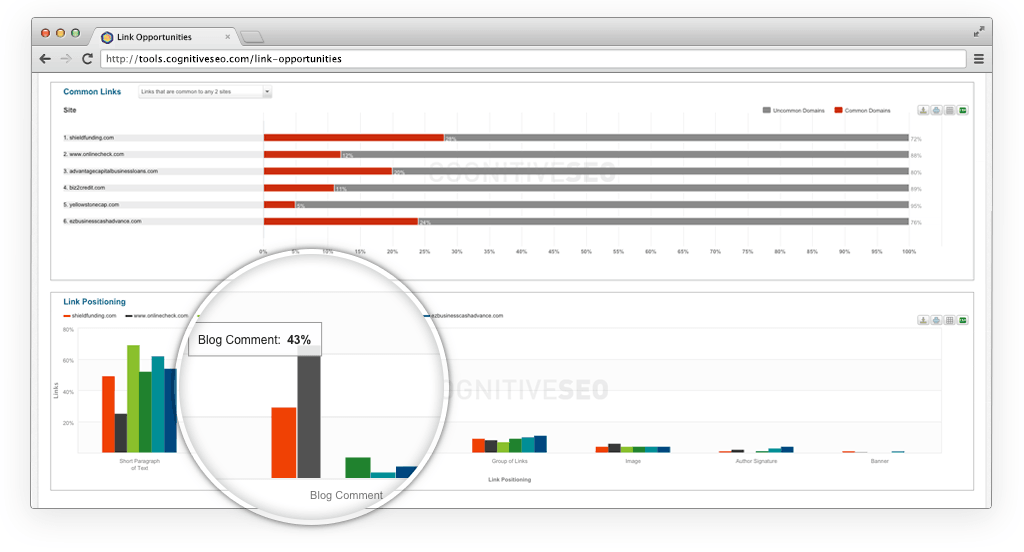 Link Opportunities
http://tools.cognitiveseo.com/link-opportunities
Common Links
Links that are common to any 2 sites
Site
Uncommon Domains
Common Domains
1. shieldfunding.com
28%
72%
2. www.onlinecheck.com
12%
88%
3. advantagecapitalbusinessloans.com
20%
80%
4. biz2credit.com
11%
89%
5. yellowstonecap.com
5%
95%
6. ezbusinesscashadvance.com
24%
76%
COGNITIVESEO
0% 5% 10% 15% 20% 25% 30% 35% 40% 45% 50% 55% 60% 65% 70% 75% 80% 85% 90% 95% 100%
Link Positioning
shieldfunding.com
www.onlinecheck.com
ezbusinesscashadvance.com
80%
60%
40%
20%
Links
Blog Comment: 43%
COGNITIVESEO
Short Paragraph
of Text
Blog Comment
Group of Links
Image
Author Signature
Banner
Link Positioning